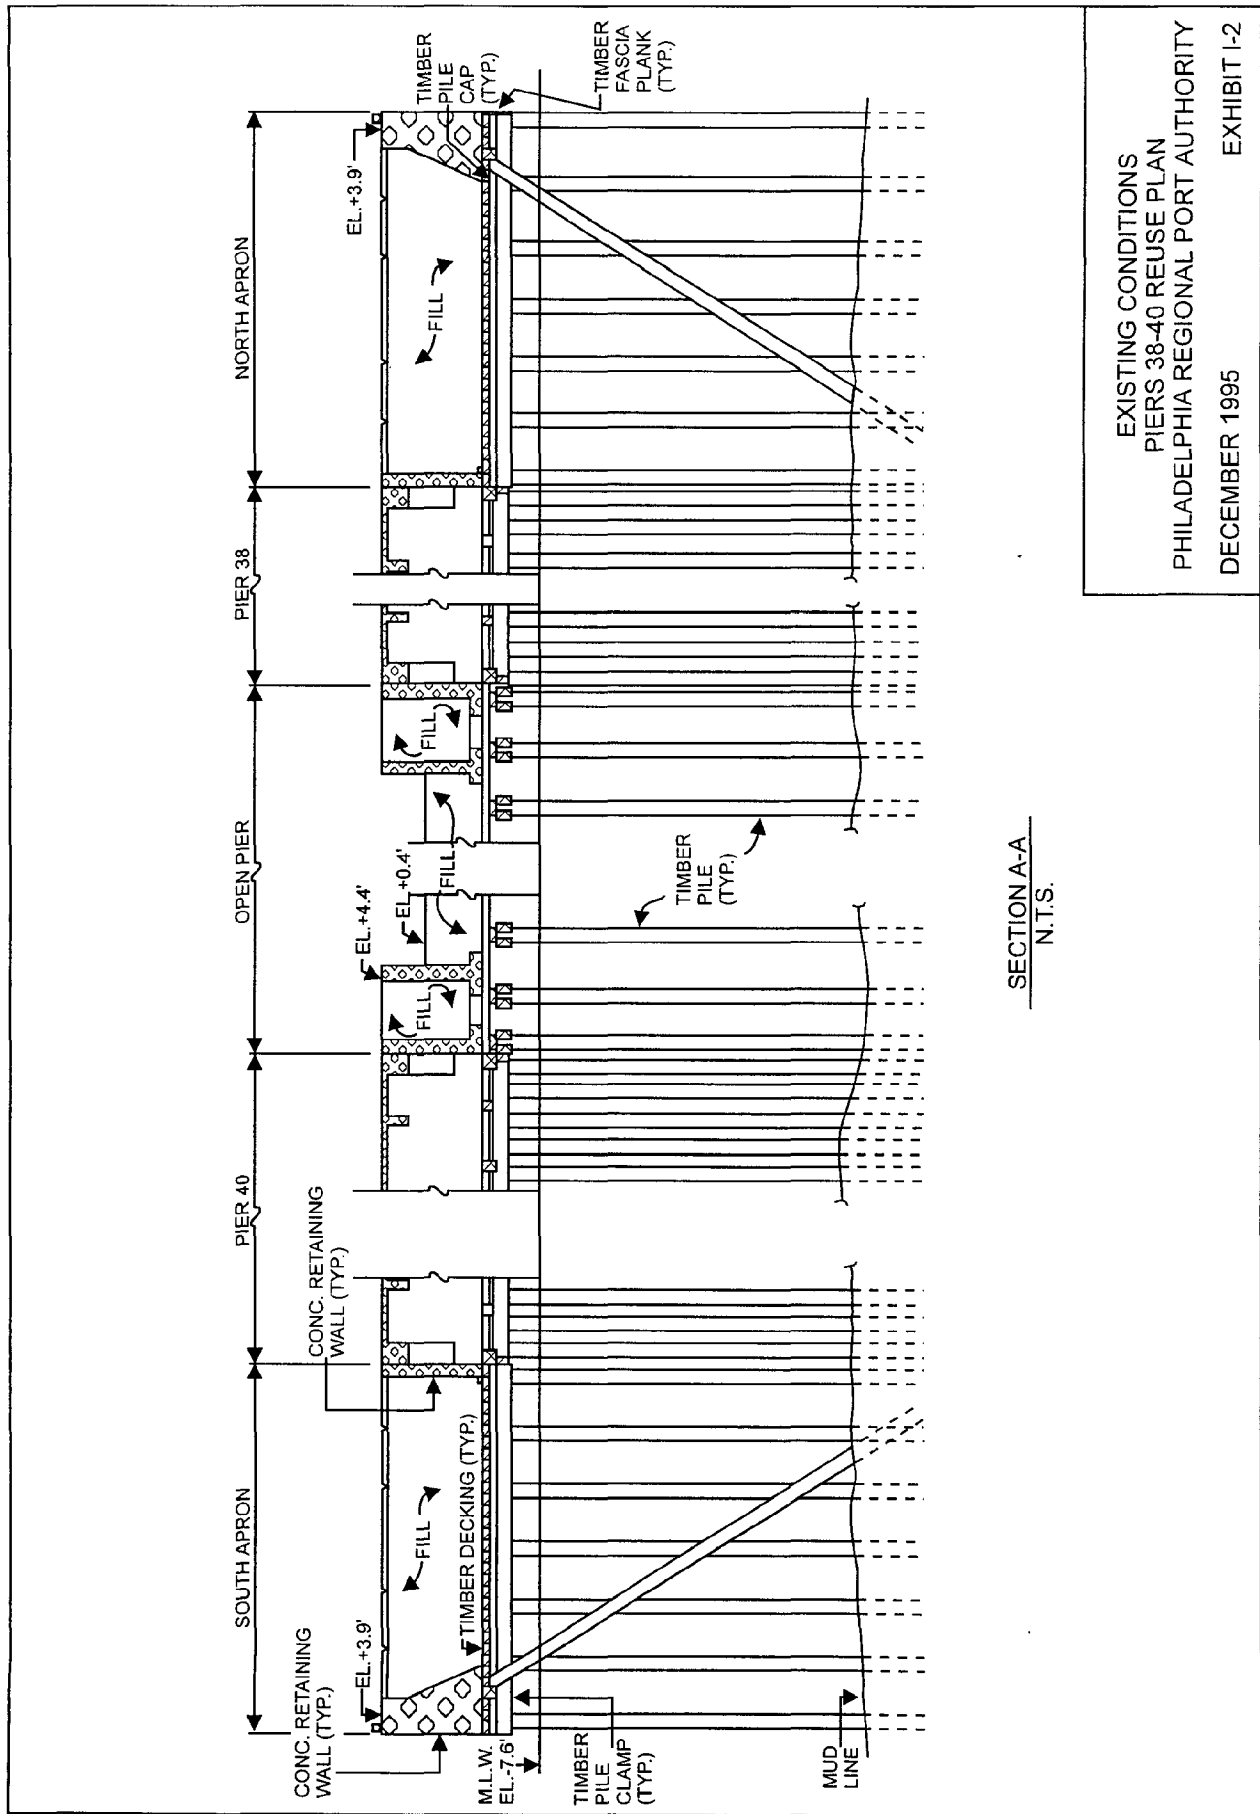 SOUTH APRON
PIER 40
OPEN PIER
PIER 38
NORTH APRON
CONC. RETAINING
WALL (TYP.)
EL.+3.9'
CONC. RETAINING
WALL (TYP.)
EL.+4.4'
EL.+0.4'
EL.+3.9'
TIMBER
PILE
CAP
(TYP.)
FILL
FILL
FILL
FILL
FILL
FILL
TIMBER DECKING (TYP.)
M.L.W.
EL.-7.6'
TIMBER
PILE
CLAMP
(TYP.)
TIMBER
FASCIA
PLANK
(TYP.)
TIMBER
PILE
(TYP.)
MUD
LINE
SECTION A-A
N.T.S.
EXISTING CONDITIONS
PIERS 38-40 REUSE PLAN
PHILADELPHIA REGIONAL PORT AUTHORITY
DECEMBER 1995
EXHIBIT I-2